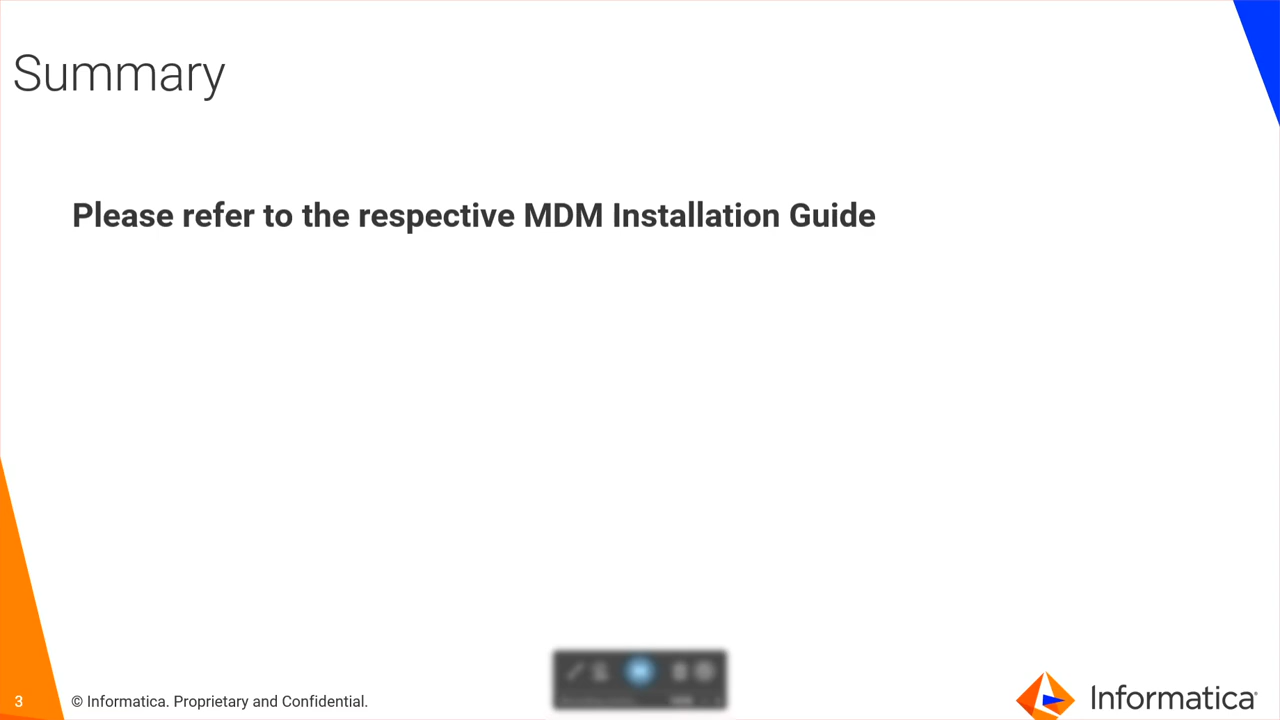 Summary
Please refer to the respective MDM Installation Guide
3
© Informatica. Proprietary and Confidential.
Informatica